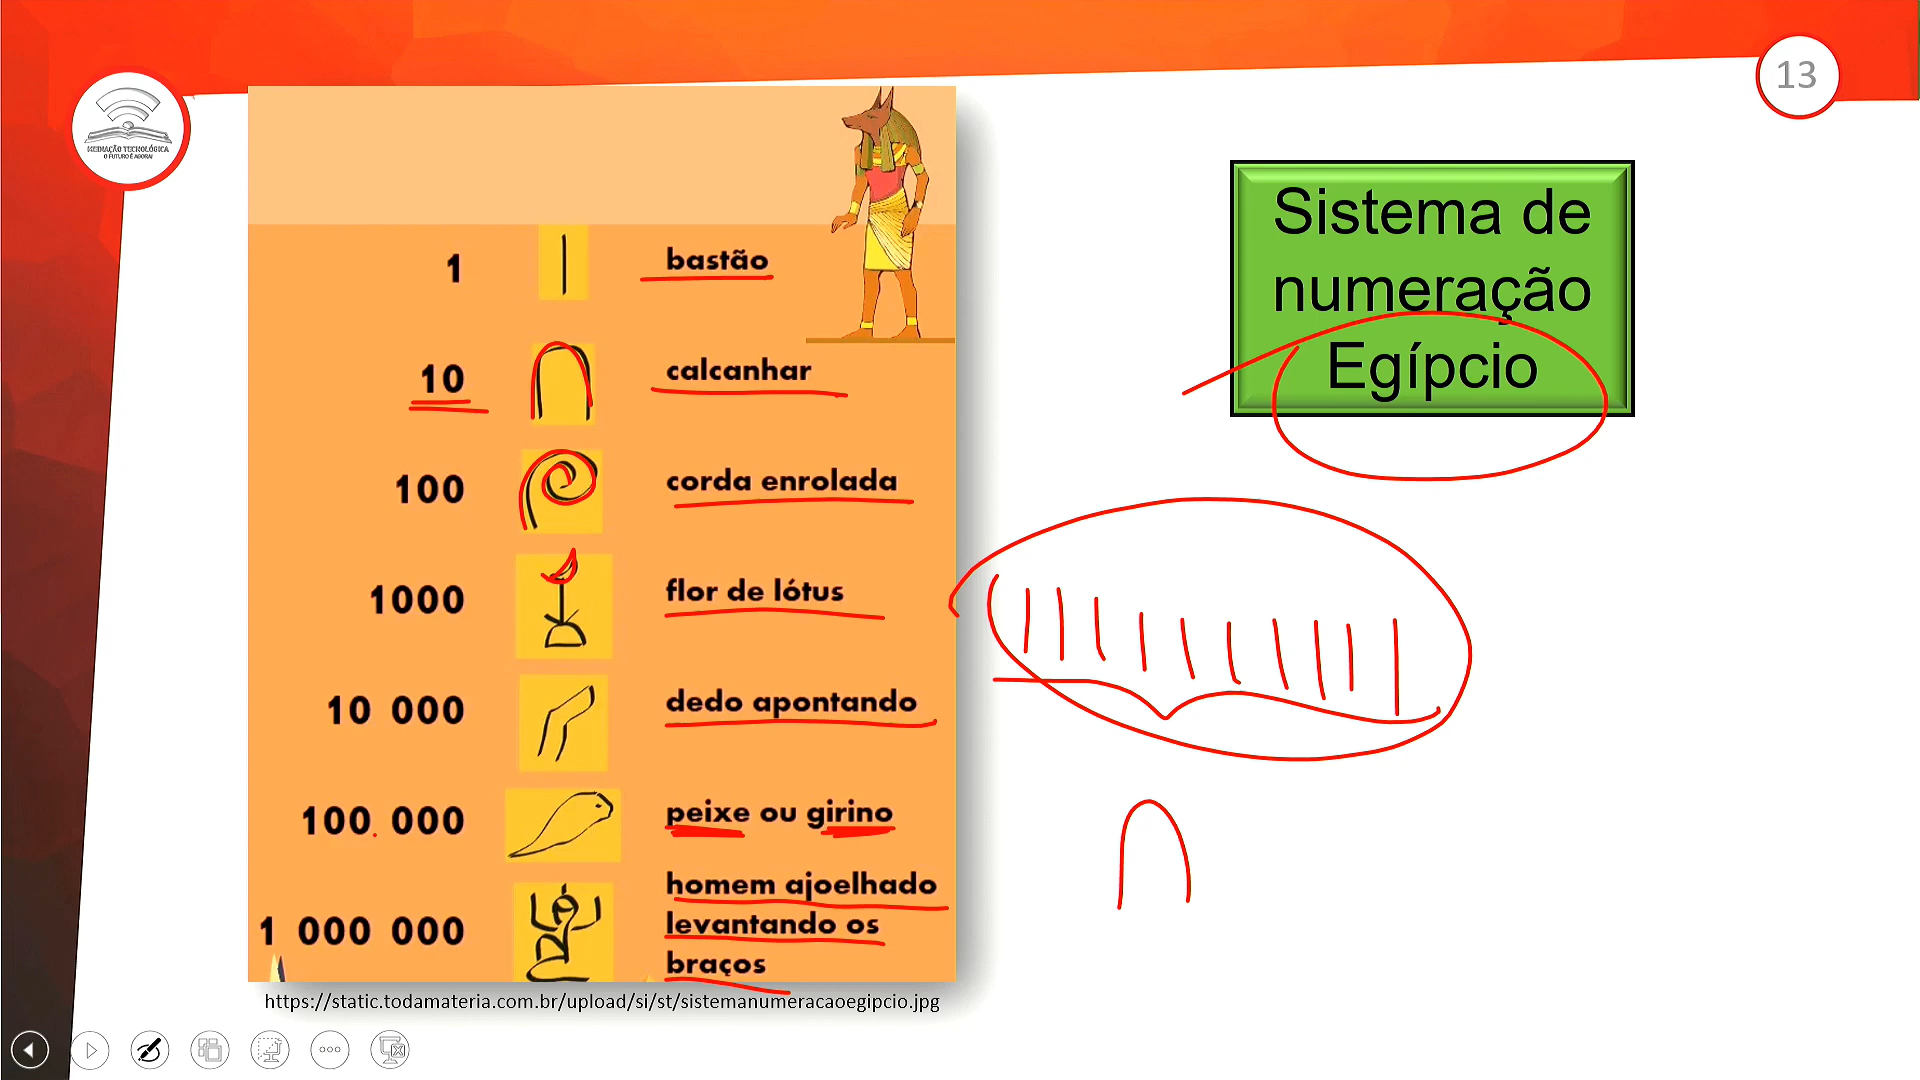 13
MEDIAÇÃO TECNOLÓGICA
O FUTURO É AGORA!
Sistema de
numeração
Egípcio
1 bastão
10 calcanhar
100 corda enrolada
1000 flor de lótus
10 000 dedo apontando
100 000 peixe ou girino
1 000 000 homem ajoelhado
levantando os
braços
https://static.todamateria.com.br/upload/si/st/sistemanumeracaoegipcio.jpg